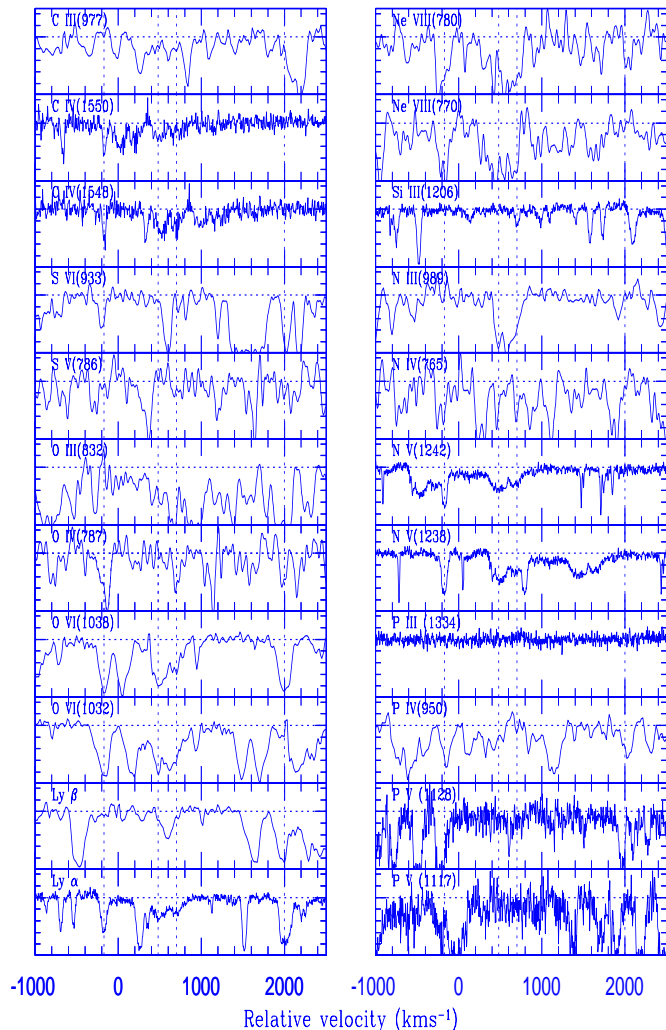 C III(977)
C IV(1550)
C IV(1548)
S VI(933)
S V(786)
O III(832)
O IV(787)
O VI(1038)
O VI(1032)
Ly β
Ly α
Ne VIII(780)
Ne VIII(770)
Si III(1206)
N III(989)
N IV(765)
N V(1242)
N V(1238)
P III (1334)
P IV(950)
P V (1128)
P V (1117)
-1000 0 1000 2000
-1000 0 1000 2000
Relative velocity (kms⁻¹)